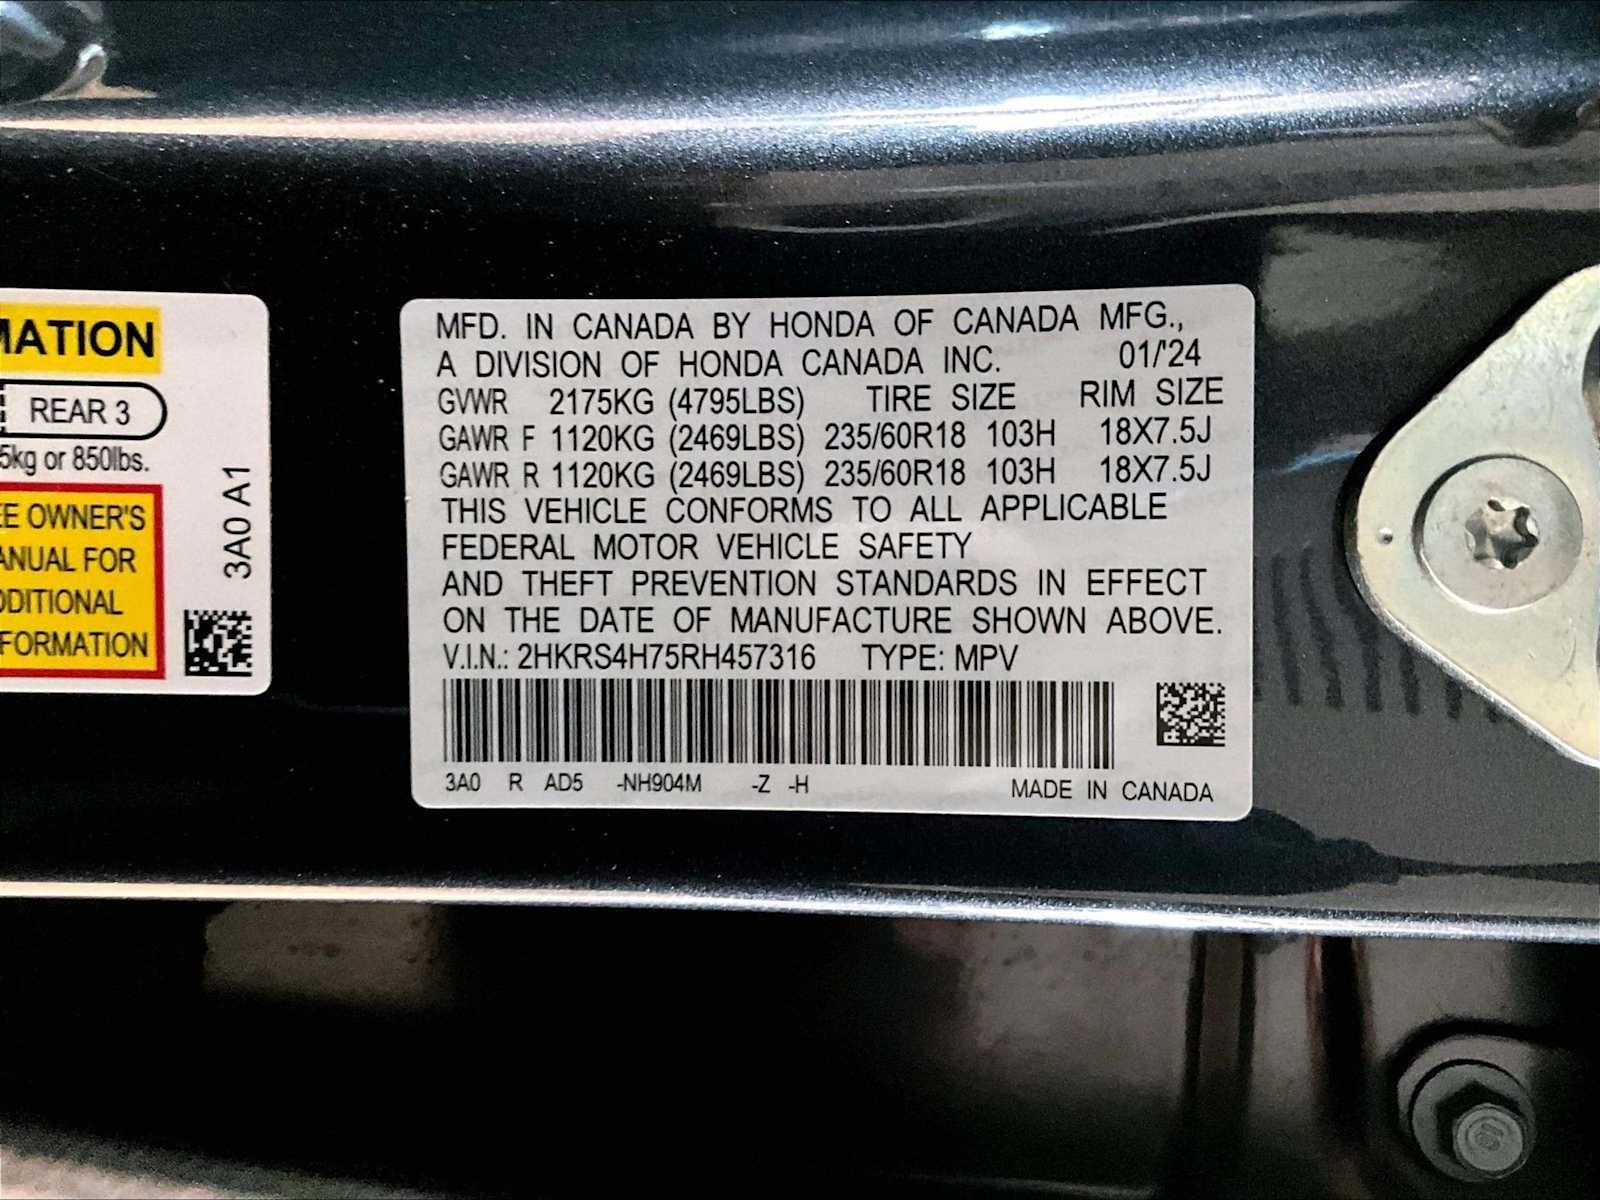 MATION
REAR 3
5kg or 850lbs.
EE OWNER'S
ANUAL FOR
DDITIONAL
FORMATION
3A0 A1
MFD. IN CANADA BY HONDA OF CANADA MFG.,
A DIVISION OF HONDA CANADA INC. 01/'24
GVWR 2175KG (4795LBS) TIRE SIZE RIM SIZE
GAWR F 1120KG (2469LBS) 235/60R18 103H 18X7.5J
GAWR R 1120KG (2469LBS) 235/60R18 103H 18X7.5J
THIS VEHICLE CONFORMS TO ALL APPLICABLE
FEDERAL MOTOR VEHICLE SAFETY
AND THEFT PREVENTION STANDARDS IN EFFECT
ON THE DATE OF MANUFACTURE SHOWN ABOVE.
V.I.N.: 2HKRS4H75RH457316 TYPE: MPV
3A0 R AD5 -NH904M -Z -H MADE IN CANADA